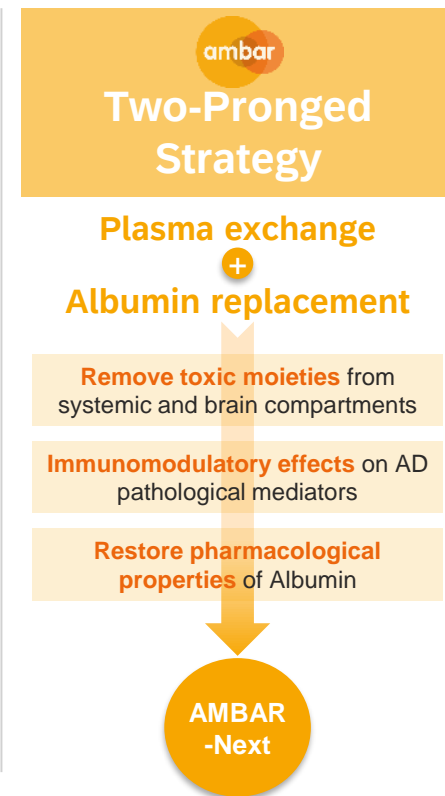 ambar
Two-Pronged
Strategy
Plasma exchange
+
Albumin replacement
Remove toxic moieties from
systemic and brain compartments
Immunomodulatory effects on AD
pathological mediators
Restore pharmacological
properties of Albumin
AMBAR
-Next